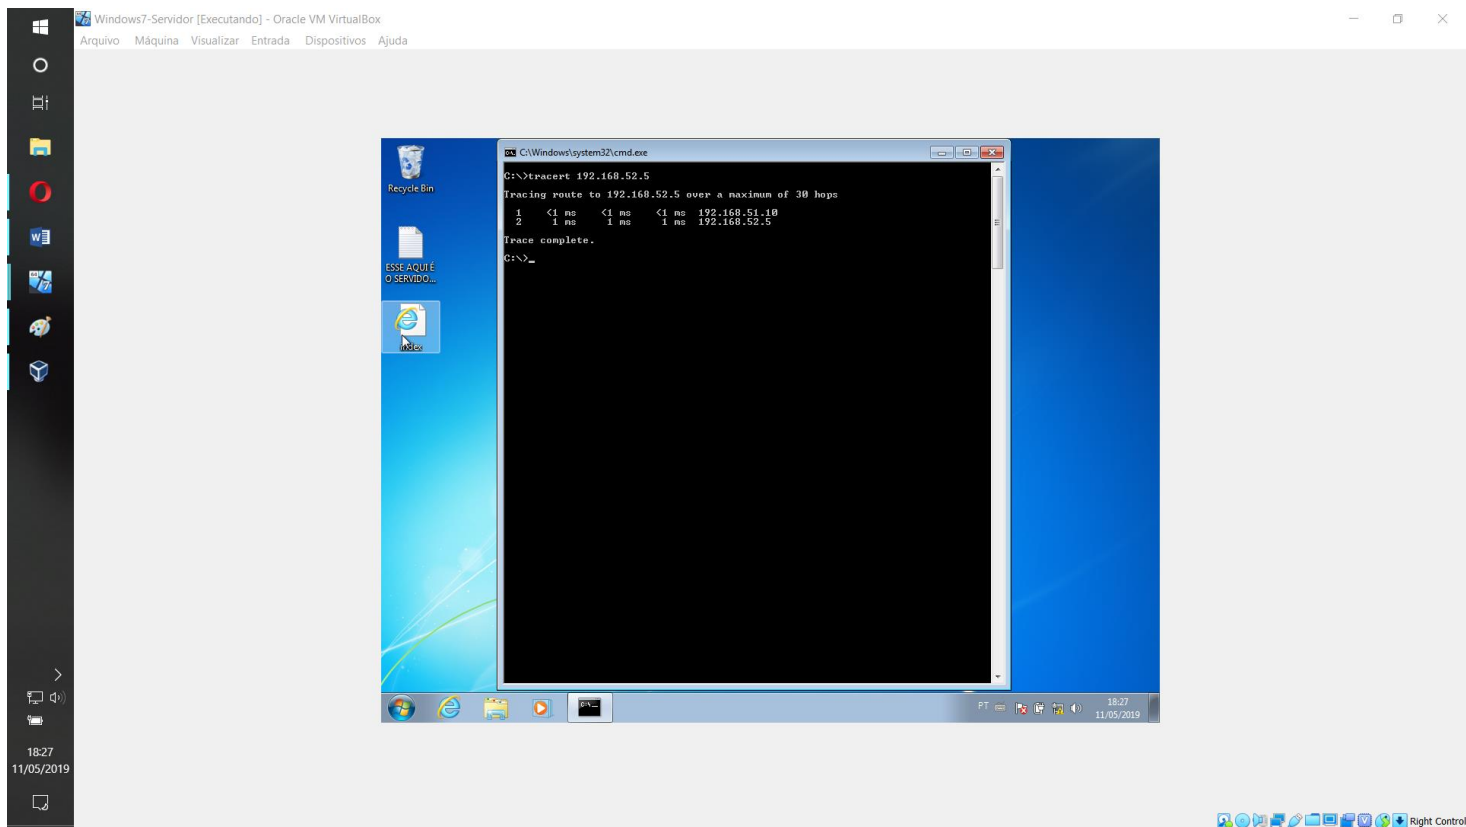 Windows7-Servidor [Executando] - Oracle VM VirtualBox
Arquivo Máquina Visualizar Entrada Dispositivos Ajuda
Recycle Bin
ESSE AQUI É
O SERVIDO...
index
C:\Windows\system32\cmd.exe
C:\>tracert 192.168.52.5
Tracing route to 192.168.52.5 over a maximum of 30 hops
1 <1 ms <1 ms <1 ms 192.168.51.10
2 1 ms 1 ms 1 ms 192.168.52.5
Trace complete.
C:\>_
PT
18:27
11/05/2019
18:27
11/05/2019
Right Control